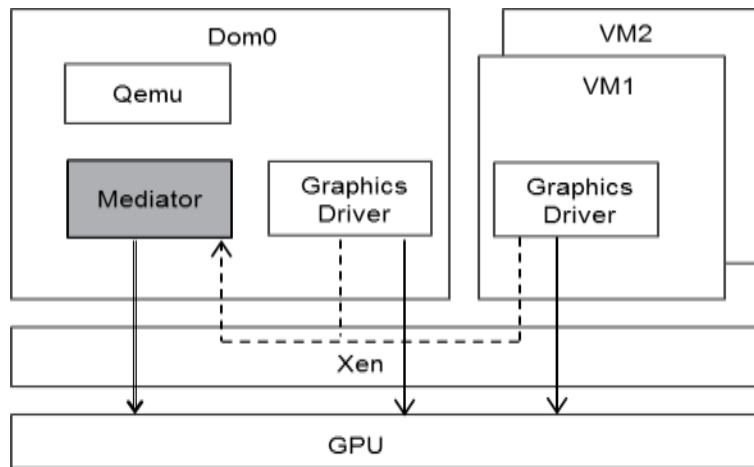 Dom0
VM2
VM1
Qemu
Mediator
Graphics
Driver
Graphics
Driver
Xen
GPU